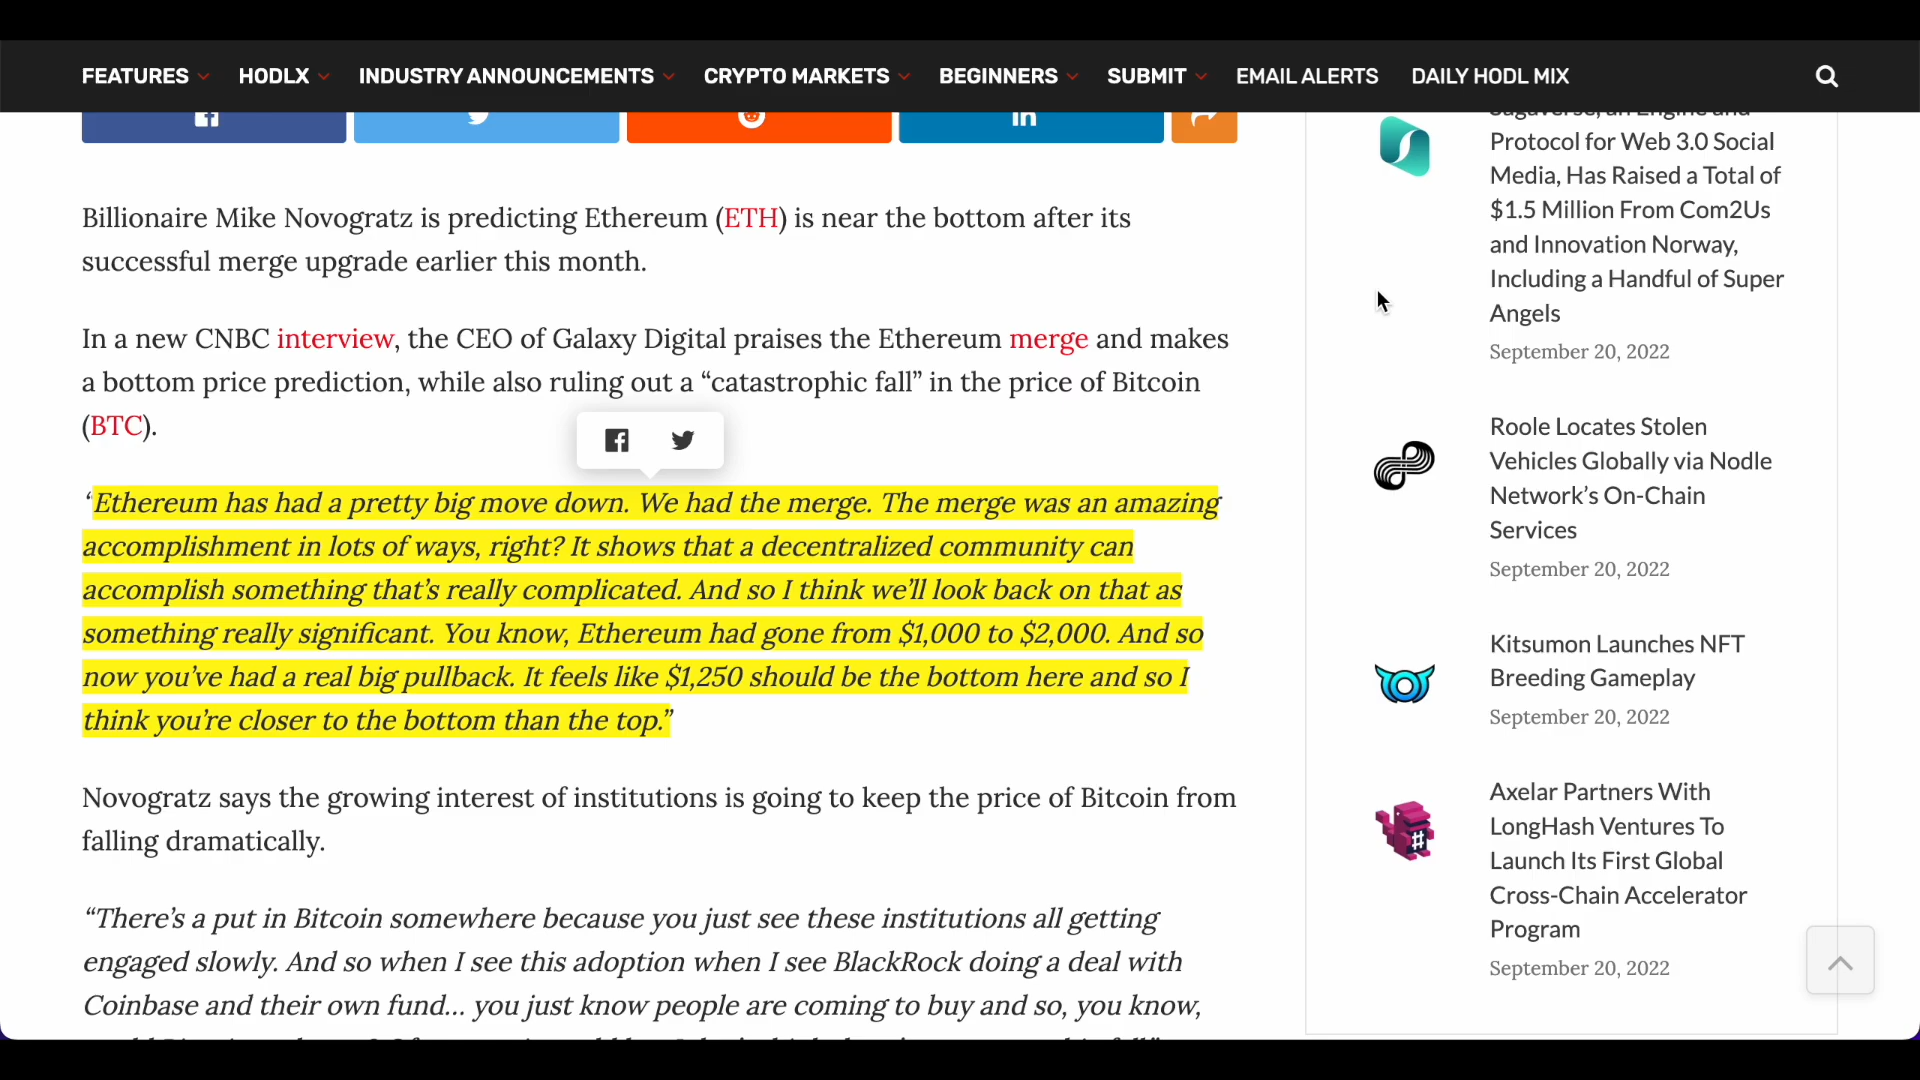 FEATURES HODLX INDUSTRY ANNOUNCEMENTS CRYPTO MARKETS BEGINNERS SUBMIT EMAIL ALERTS DAILY HODL MIX
Billionaire Mike Novogratz is predicting Ethereum (ETH) is near the bottom after its
successful merge upgrade earlier this month.
In a new CNBC interview, the CEO of Galaxy Digital praises the Ethereum merge and makes
a bottom price prediction, while also ruling out a “catastrophic fall” in the price of Bitcoin
(BTC).
“Ethereum has had a pretty big move down. We had the merge. The merge was an amazing
accomplishment in lots of ways, right? It shows that a decentralized community can
accomplish something that’s really complicated. And so I think we’ll look back on that as
something really significant. You know, Ethereum had gone from $1,000 to $2,000. And so
now you’ve had a real big pullback. It feels like $1,250 should be the bottom here and so I
think you’re closer to the bottom than the top.”
Novogratz says the growing interest of institutions is going to keep the price of Bitcoin from
falling dramatically.
“There’s a put in Bitcoin somewhere because you just see these institutions all getting
engaged slowly. And so when I see this adoption when I see BlackRock doing a deal with
Coinbase and their own fund… you just know people are coming to buy and so, you know,
Sagaverse, an Engine and
Protocol for Web 3.0 Social
Media, Has Raised a Total of
$1.5 Million From Com2Us
and Innovation Norway,
Including a Handful of Super
Angels
September 20, 2022
Roole Locates Stolen
Vehicles Globally via Nodle
Network’s On-Chain
Services
September 20, 2022
Kitsumon Launches NFT
Breeding Gameplay
September 20, 2022
Axelar Partners With
LongHash Ventures To
Launch Its First Global
Cross-Chain Accelerator
Program
September 20, 2022